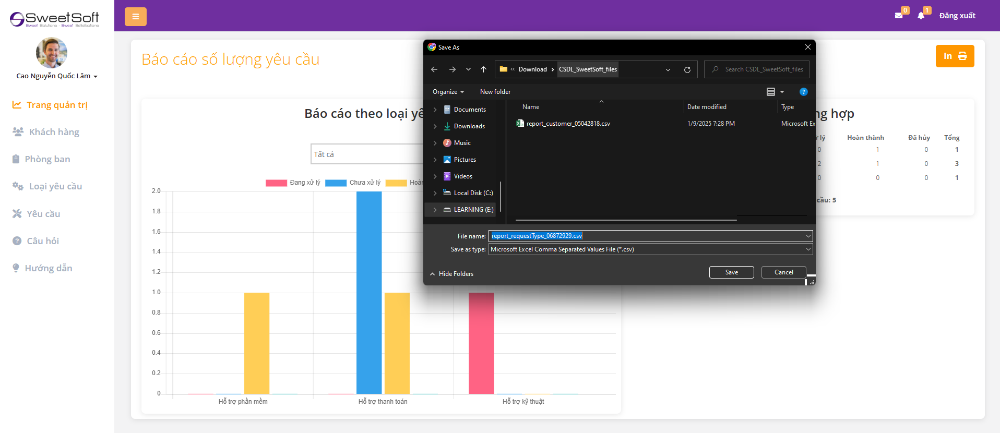 SweetSoft
Sweet Solutions - Sweet Satisfactions
Cao Nguyễn Quốc Lâm
Trang quản trị
Khách hàng
Phòng ban
Loại yêu cầu
Yêu cầu
Câu hỏi
Hướng dẫn
0
1
Đăng xuất
Báo cáo số lượng yêu cầu
In
Báo cáo theo loại yê
Tất cả
Đang xử lý
Chưa xử lý
Hoàn
2.0
1.8
1.6
1.4
1.2
1.0
0.8
0.6
0.4
0.2
0
Hỗ trợ phần mềm
Hỗ trợ thanh toán
Hỗ trợ kỹ thuật
Save As
Download
CSDL_SweetSoft_files
Search CSDL_SweetSoft_files
Organize
New folder
Documents
Downloads
Music
Pictures
Videos
Local Disk (C:)
LEARNING (E:)
Name Date modified Type
report_customer_05042818.csv 1/9/2025 7:28 PM Microsoft Ex
File name: report_requestType_06872929.csv
Save as type: Microsoft Excel Comma Separated Values File (*.csv)
Hide Folders
Save
Cancel
ng hợp
lý Hoàn thành Đã hủy Tổng
0 1 0 1
2 1 0 3
0 0 0 1
cầu: 5